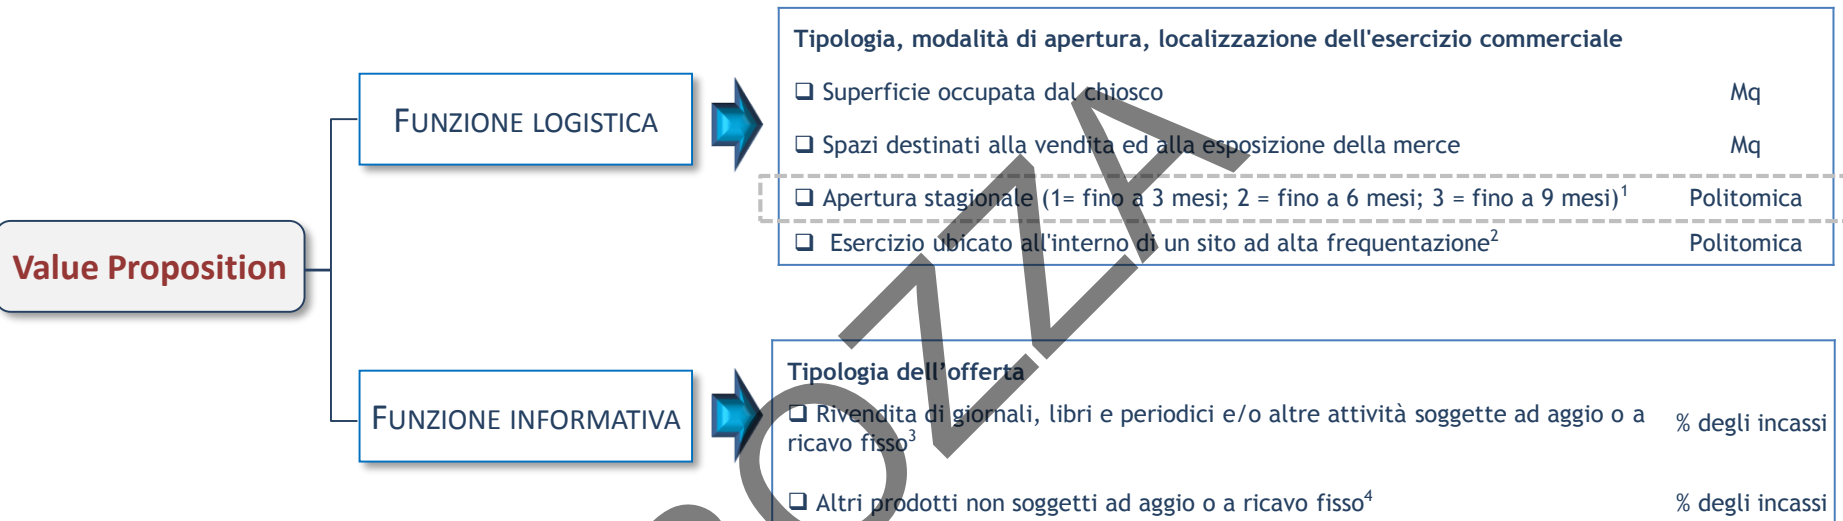 Value Proposition
FUNZIONE LOGISTICA
Tipologia, modalità di apertura, localizzazione dell'esercizio commerciale
❑ Superficie occupata dal chiosco Mq
❑ Spazi destinati alla vendita ed alla esposizione della merce Mq
❑ Apertura stagionale (1= fino a 3 mesi; 2 = fino a 6 mesi; 3 = fino a 9 mesi)¹ Politomica
❑ Esercizio ubicato all'interno di un sito ad alta frequentazione² Politomica
FUNZIONE INFORMATIVA
Tipologia dell’offerta
❑ Rivendita di giornali, libri e periodici e/o altre attività soggette ad aggio o a
ricavo fisso³ % degli incassi
❑ Altri prodotti non soggetti ad aggio o a ricavo fisso⁴ % degli incassi
OZZA